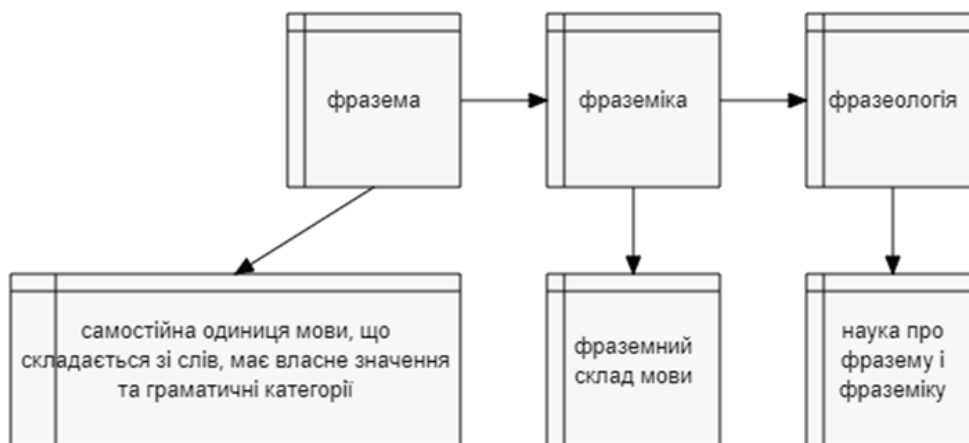 фразема
фраземіка
фразеологія
самостійна одиниця мови, що
складається зі слів, має власне значення
та граматичні категорії
фраземний
склад мови
наука про
фразему і
фраземіку